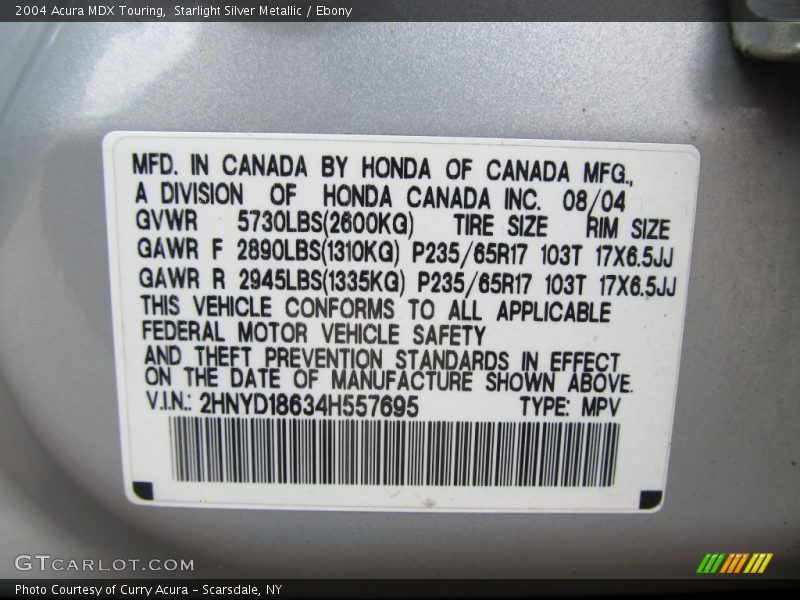 2004 Acura MDX Touring, Starlight Silver Metallic / Ebony
MFD. IN CANADA BY HONDA OF CANADA MFG.,
A DIVISION OF HONDA CANADA INC. 08/04
GVWR 5730LBS(2600KG) TIRE SIZE RIM SIZE
GAWR F 2890LBS(1310KG) P235/65R17 103T 17X6.5JJ
GAWR R 2945LBS(1335KG) P235/65R17 103T 17X6.5JJ
THIS VEHICLE CONFORMS TO ALL APPLICABLE
FEDERAL MOTOR VEHICLE SAFETY
AND THEFT PREVENTION STANDARDS IN EFFECT
ON THE DATE OF MANUFACTURE SHOWN ABOVE.
V.I.N.: 2HNYD18634H557695 TYPE: MPV
GTCARLOT.COM
Photo Courtesy of Curry Acura – Scarsdale, NY